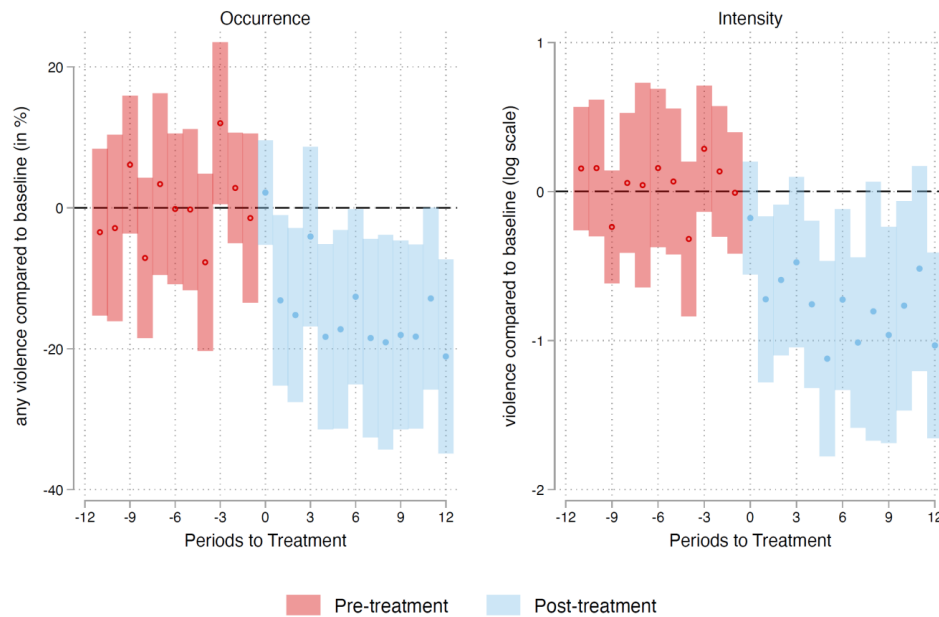 Occurrence
any violence compared to baseline (in %)
20
0
-20
-40
-12 -9 -6 -3 0 3 6 9 12
Periods to Treatment
Intensity
violence compared to baseline (log scale)
1
0
-1
-2
-12 -9 -6 -3 0 3 6 9 12
Periods to Treatment
Pre-treatment
Post-treatment